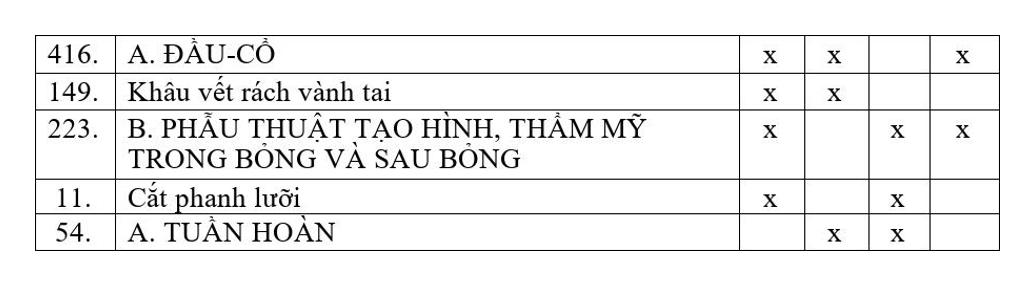 416. A. ĐẦU-CỔ x x x
149. Khâu vết rách vành tai x x
223. B. PHẪU THUẬT TẠO HÌNH, THẨM MỸ x x x
TRONG BỎNG VÀ SAU BỎNG
11. Cắt phanh lưỡi x x
54. A. TUẦN HOÀN x x